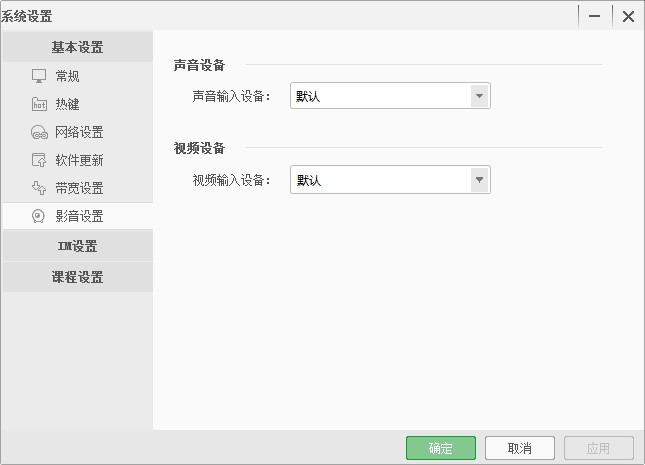 系统设置
基本设置
常规
hot 热键
网络设置
软件更新
带宽设置
影音设置
IM设置
课程设置
声音设备
声音输入设备： 默认
视频设备
视频输入设备： 默认
确定 取消 应用